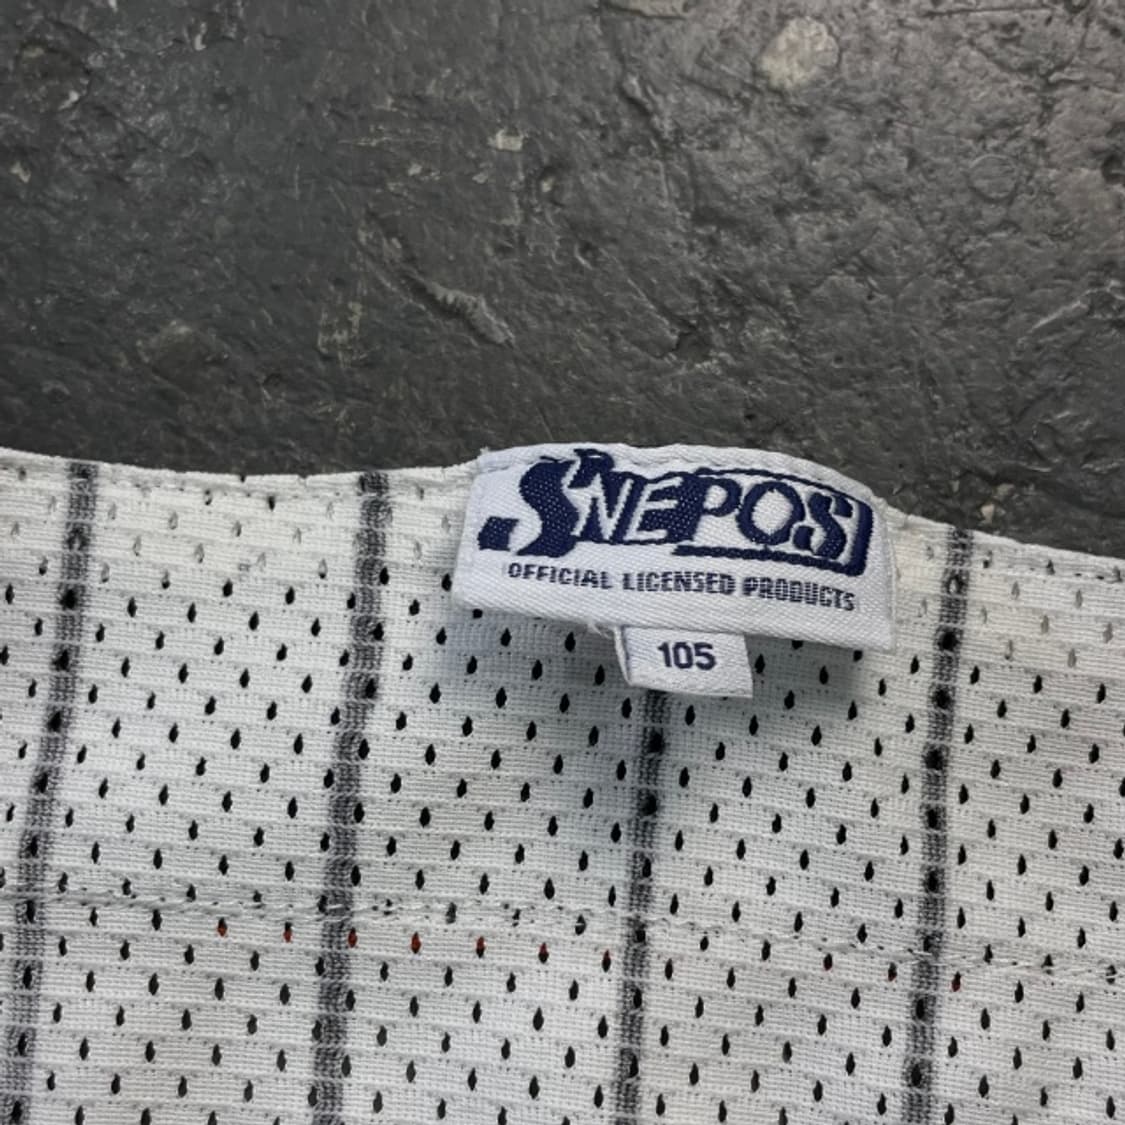 SNEPOS
OFFICIAL LICENSED PRODUCTS
105